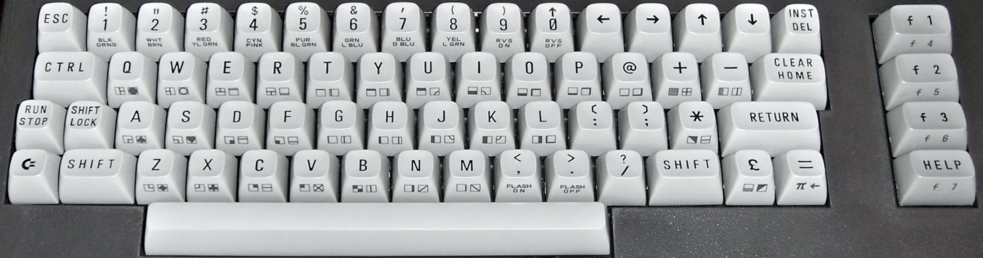 ESC ! 1 BLK ORNG " 2 WHT BRN # 3 RED YL GRN $ 4 CYN PINK % 5 PUR BL GRN & 6 GRN L BLU ' 7 BLU D BLU ( 8 YEL L GRN ) 9 RVS ON ↑ 0 RVS OFF ← → ↑ ↓ INST DEL f 1 f 4
CTRL Q W E R T Y U I O P @ + − CLEAR HOME f 2 f 5
RUN STOP SHIFT LOCK A S D F G H J K L [ : ] ; * RETURN f 3 f 6
C= SHIFT Z X C V B N M < , FLASH ON > . FLASH OFF ? / SHIFT £ = π ← HELP f 7